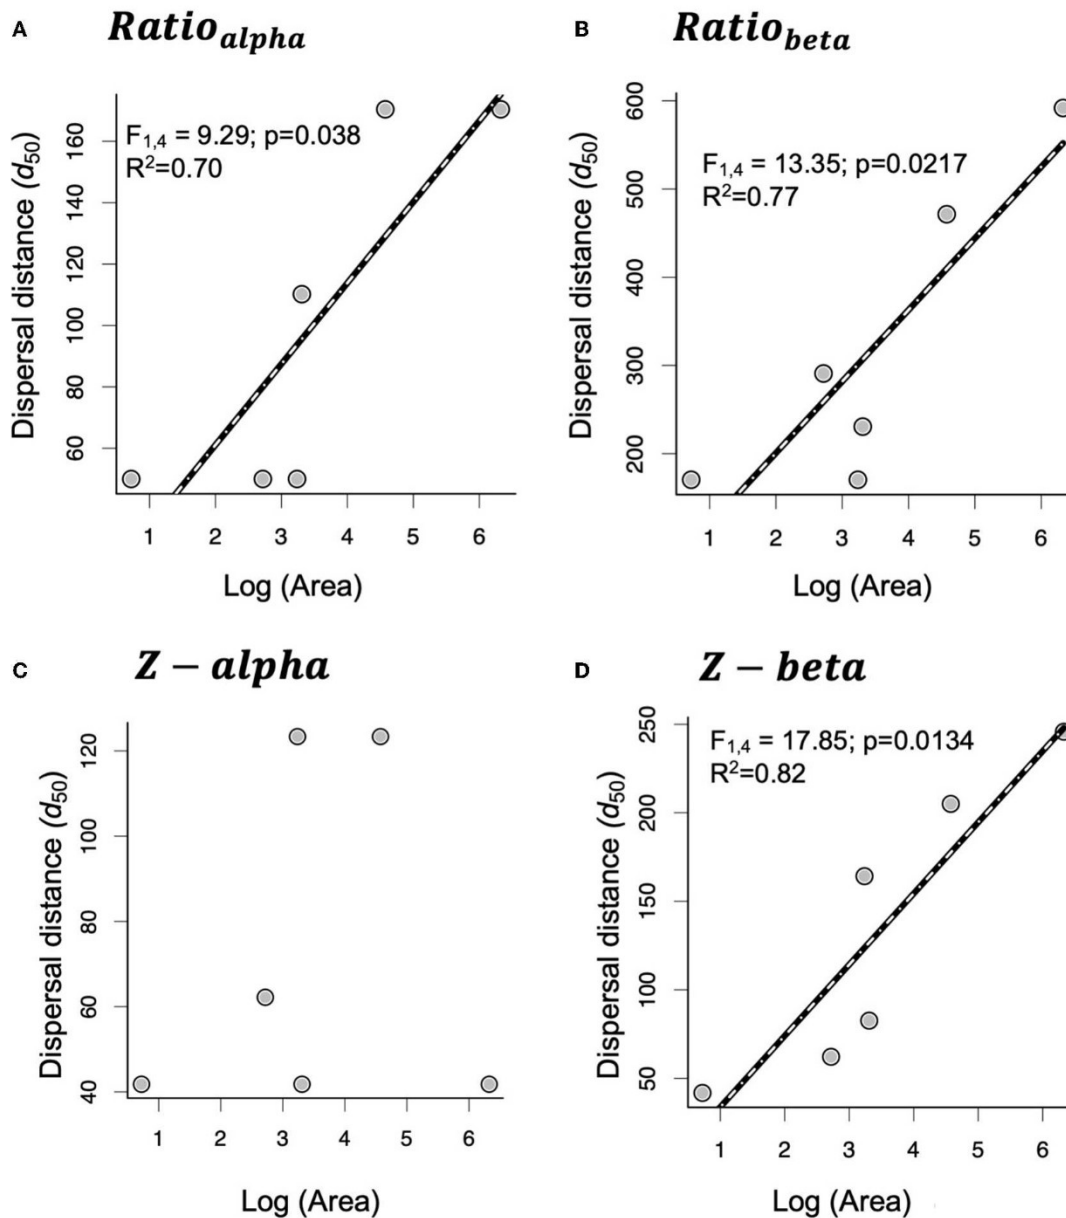 A
Ratio_alpha
Dispersal distance (d50)
160
140
120
100
80
60
F1,4 = 9.29; p=0.038
R²=0.70
1 2 3 4 5 6
Log (Area)
B
Ratio_beta
Dispersal distance (d50)
600
500
400
300
200
F1,4 = 13.35; p=0.0217
R²=0.77
1 2 3 4 5 6
Log (Area)
C
Z − alpha
Dispersal distance (d50)
120
100
80
60
40
1 2 3 4 5 6
Log (Area)
D
Z − beta
Dispersal distance (d50)
250
200
150
100
50
F1,4 = 17.85; p=0.0134
R²=0.82
1 2 3 4 5 6
Log (Area)